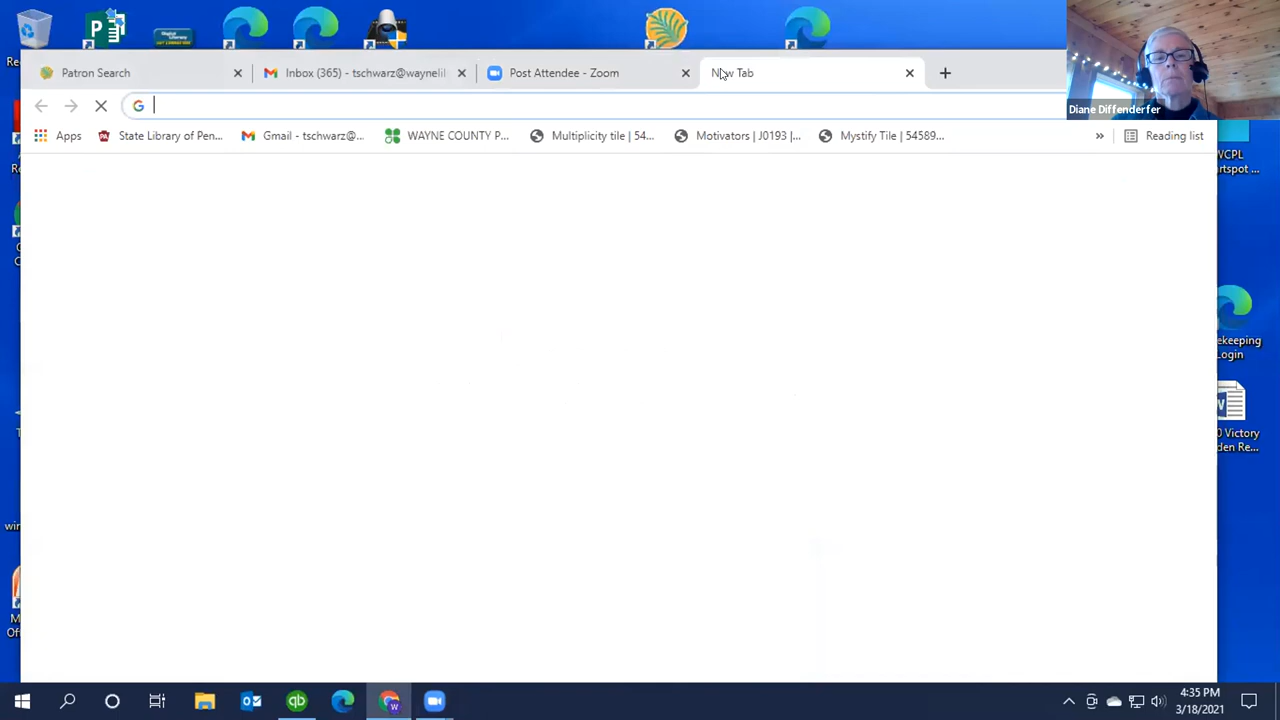 Patron Search
Inbox (365) - tschwarz@waynelil
Post Attendee - Zoom
New Tab
Diane Diffenderfer
Apps
State Library of Pen...
Gmail - tschwarz@...
WAYNE COUNTY P...
Multiplicity tile | 54...
Motivators | J0193 |...
Mystify Tile | 54589...
»
Reading list
WCPL
artspot ...
ekeeping
Login
0 Victory
den Re...
4:35 PM
3/18/2021